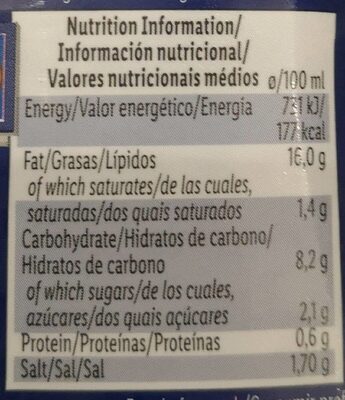 Nutrition Information/
Información nutricional/
Valores nutricionais médios ø/100 ml
Energy/Valor energético/Energia 731 kJ/
177 kcal
Fat/Grasas/Lípidos 16,0 g
of which saturates/de las cuales,
saturadas/dos quais saturados 1,4 g
Carbohydrate/Hidratos de carbono/
Hidratos de carbono 8,2 g
of which sugars/de los cuales,
azúcares/dos quais açúcares 2,1 g
Protein/Proteínas/Proteínas 0,6 g
Salt/Sal/Sal 1,70 g